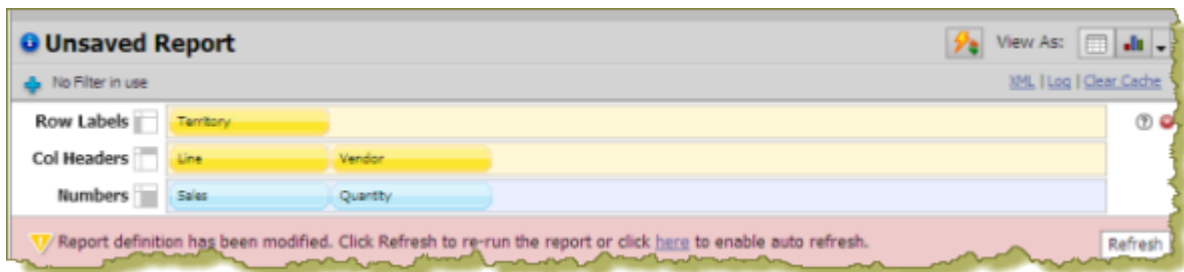 Unsaved Report
View As:
No Filter in use
XML | Log | Clear Cache
Row Labels Territory
Col Headers Line Vendor
Numbers Sales Quantity
Report definition has been modified. Click Refresh to re-run the report or click here to enable auto refresh.
Refresh